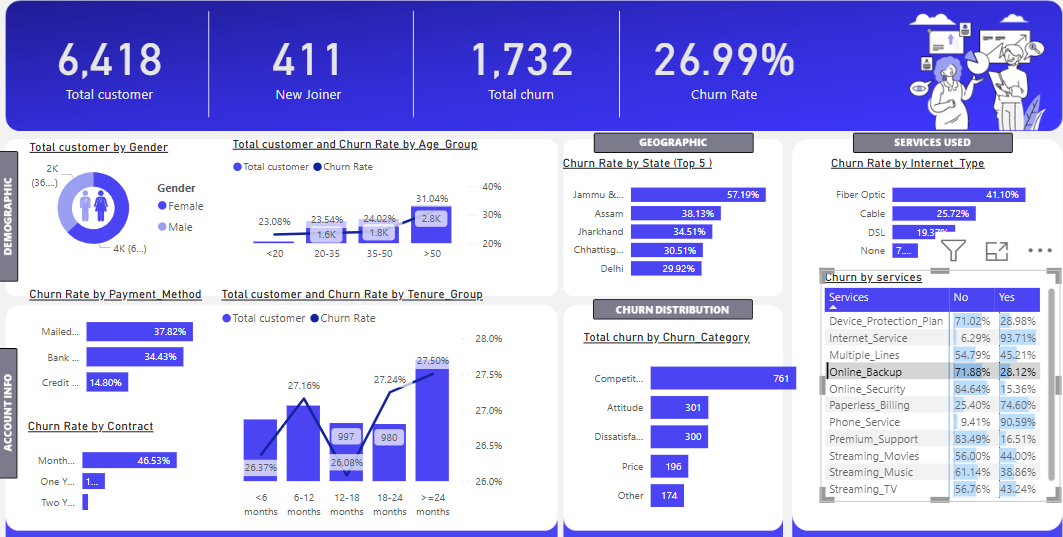 6,418
Total customer
411
New Joiner
1,732
Total churn
26.99%
Churn Rate
DEMOGRAPHIC
Total customer by Gender
2K
(36....)
4K (6...)
Gender
Female
Male
Total customer and Churn Rate by Age_Group
Total customer Churn Rate
23.08% 23.54% 24.02% 31.04%
1.6K 1.8K 2.8K
40%
30%
20%
<20 20-35 35-50 >50
ACCOUNT INFO
Churn Rate by Payment_Method
Mailed... 37.82%
Bank ... 34.43%
Credit ... 14.80%
Churn Rate by Contract
Month... 46.53%
One Y... 1...
Two Y...
Total customer and Churn Rate by Tenure_Group
Total customer Churn Rate
26.37% 27.16% 26.08% 27.24% 27.50%
997 980
28.0%
27.5%
27.0%
26.5%
26.0%
<6 months
6-12 months
12-18 months
18-24 months
>=24 months
GEOGRAPHIC
Churn Rate by State (Top 5 )
Jammu &... 57.19%
Assam 38.13%
Jharkhand 34.51%
Chhattisg... 30.51%
Delhi 29.92%
CHURN DISTRIBUTION
Total churn by Churn_Category
Competit... 761
Attitude 301
Dissatisfa... 300
Price 196
Other 174
SERVICES USED
Churn Rate by Internet_Type
Fiber Optic 41.10%
Cable 25.72%
DSL 19.37%
None 7....
Churn by services
Services No Yes
Device_Protection_Plan 71.02% 28.98%
Internet_Service 6.29% 93.71%
Multiple_Lines 54.79% 45.21%
Online_Backup 71.88% 28.12%
Online_Security 84.64% 15.36%
Paperless_Billing 25.40% 74.60%
Phone_Service 9.41% 90.59%
Premium_Support 83.49% 16.51%
Streaming_Movies 56.00% 44.00%
Streaming_Music 61.14% 38.86%
Streaming_TV 56.76% 43.24%